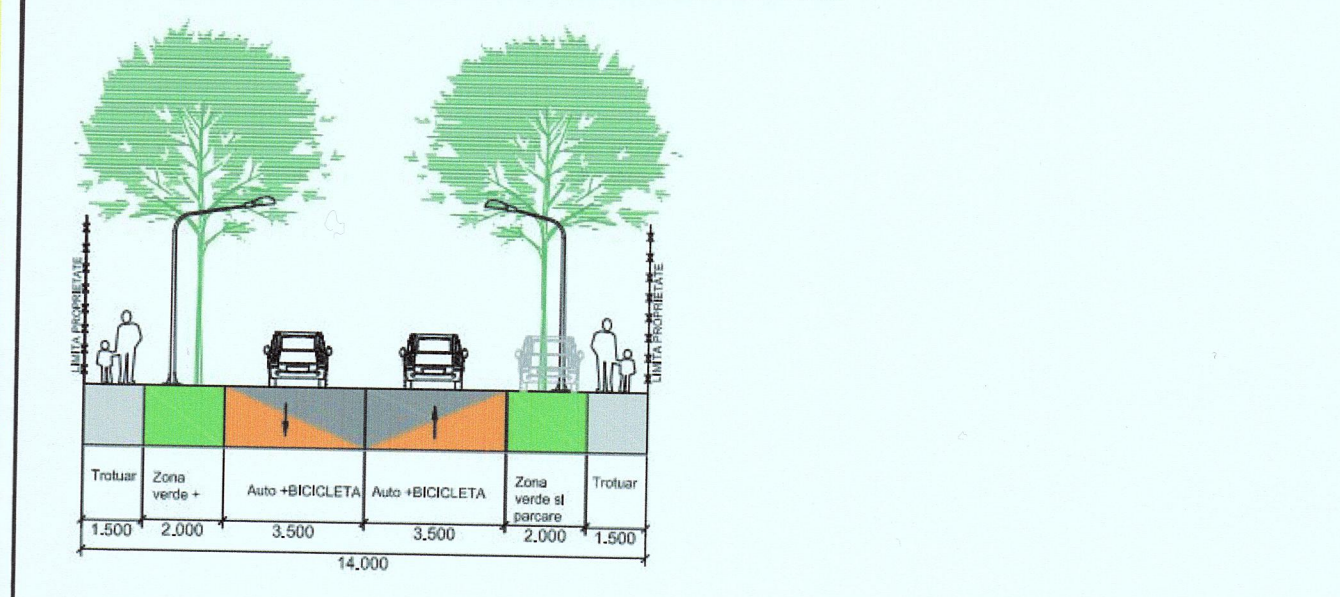 LIMITA PROPRIETATE
LIMITA PROPRIETATE
Trotuar
Zona
verde +
Auto +BICICLETA
Auto +BICICLETA
Zona
verde si
parcare
Trotuar
1.500
2.000
3.500
3.500
2.000
1.500
14.000